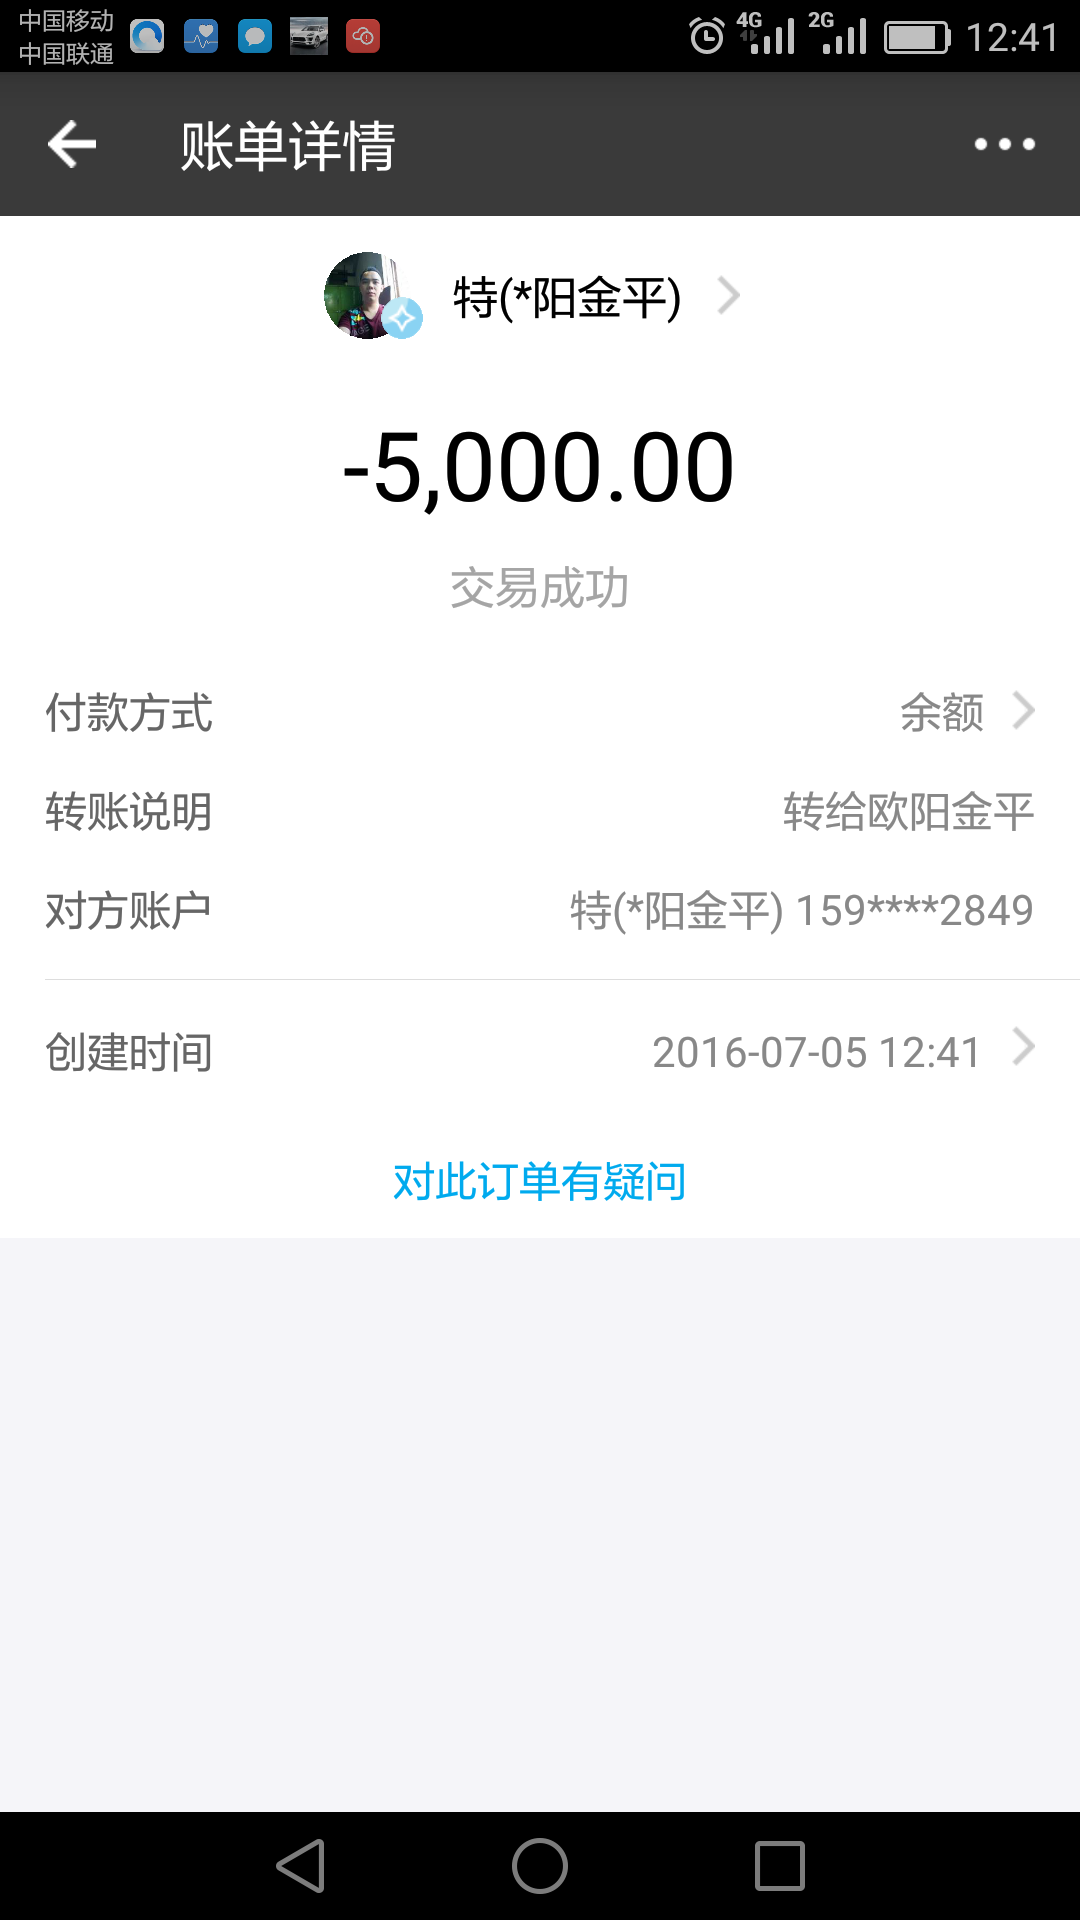 中国移动
中国联通
4G 2G 12:41
账单详情
特(*阳金平)
-5,000.00
交易成功
付款方式 余额
转账说明 转给欧阳金平
对方账户 特(*阳金平) 159****2849
创建时间 2016-07-05 12:41
对此订单有疑问